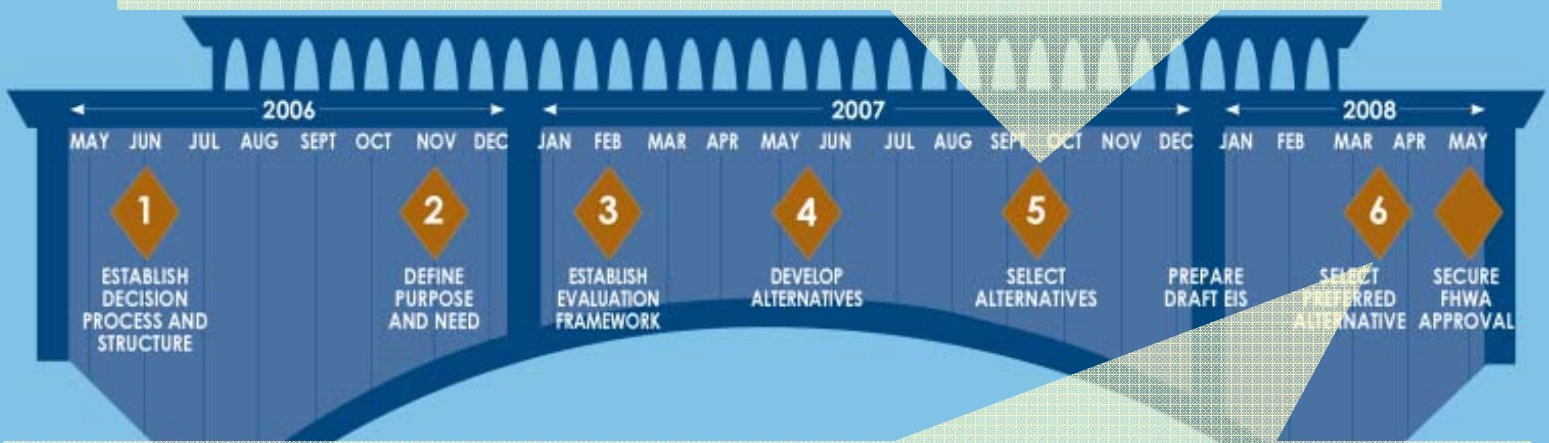 2006 2007 2008
MAY JUN JUL AUG SEPT OCT NOV DEC JAN FEB MAR APR MAY JUN JUL AUG SEPT OCT NOV DEC JAN FEB MAR APR MAY
1 2 3 4 5 6
ESTABLISH
DECISION
PROCESS AND
STRUCTURE
DEFINE
PURPOSE
AND NEED
ESTABLISH
EVALUATION
FRAMEWORK
DEVELOP
ALTERNATIVES
SELECT
ALTERNATIVES
PREPARE
DRAFT EIS
SELECT
PREFERRED
ALTERNATIVE
SECURE
FHWA
APPROVAL